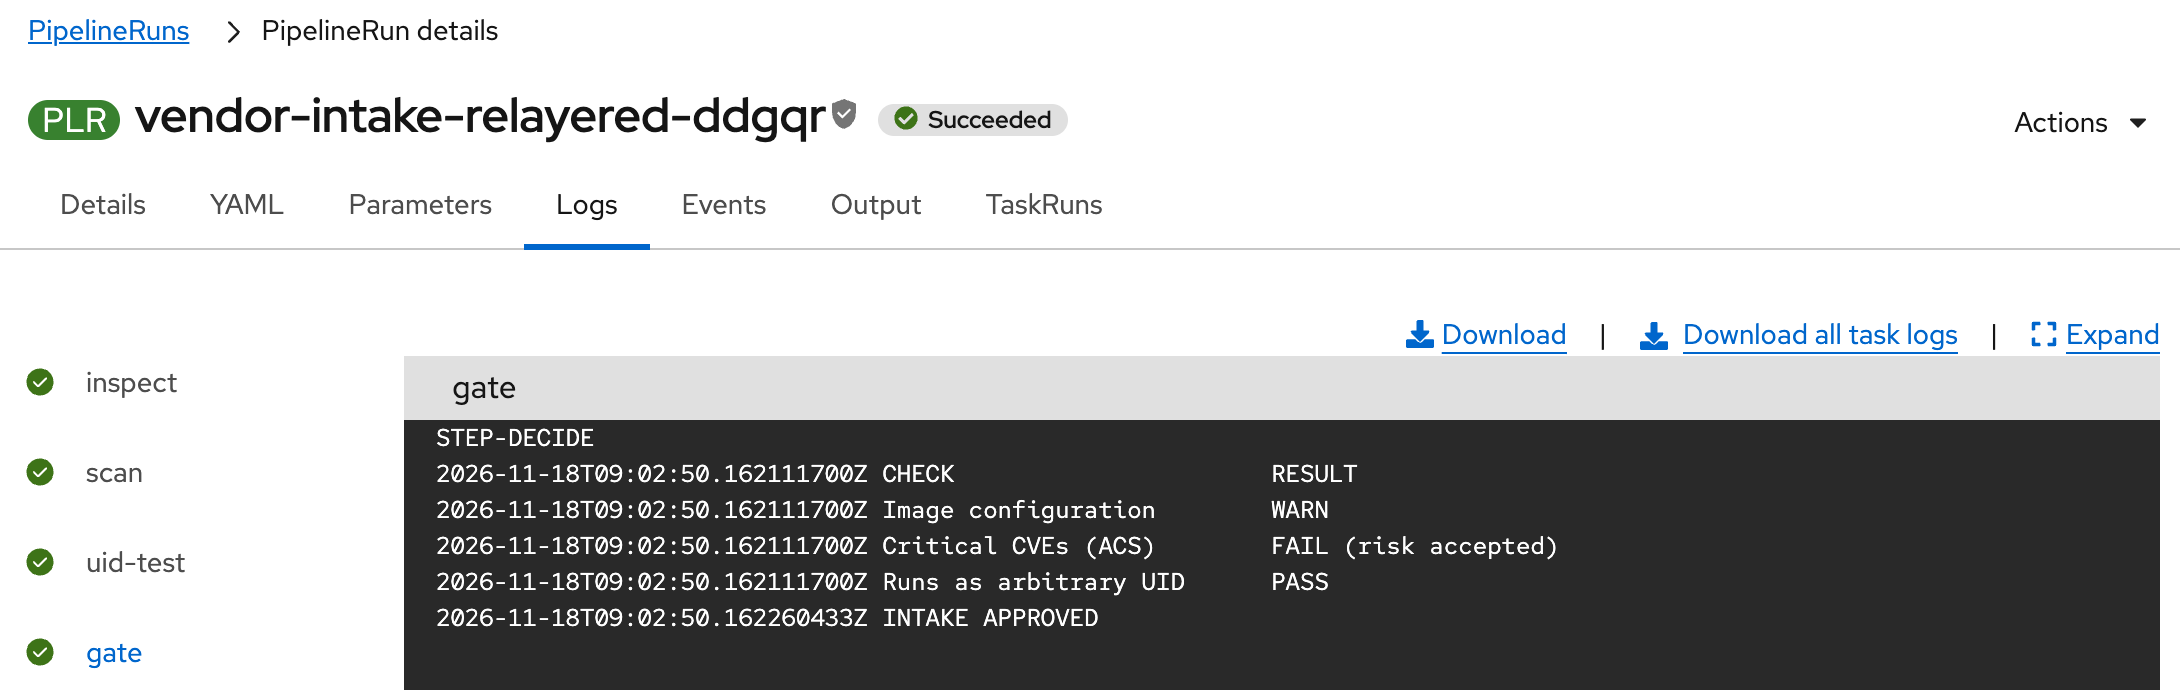 PipelineRuns > PipelineRun details
PLR vendor-intake-relayered-ddgqr Succeeded
Actions
Details YAML Parameters Logs Events Output TaskRuns
Download | Download all task logs | Expand
inspect
scan
uid-test
gate
gate
STEP-DECIDE
2026-11-18T09:02:50.162111700Z CHECK                      RESULT
2026-11-18T09:02:50.162111700Z Image configuration        WARN
2026-11-18T09:02:50.162111700Z Critical CVEs (ACS)        FAIL (risk accepted)
2026-11-18T09:02:50.162111700Z Runs as arbitrary UID      PASS
2026-11-18T09:02:50.162260433Z INTAKE APPROVED